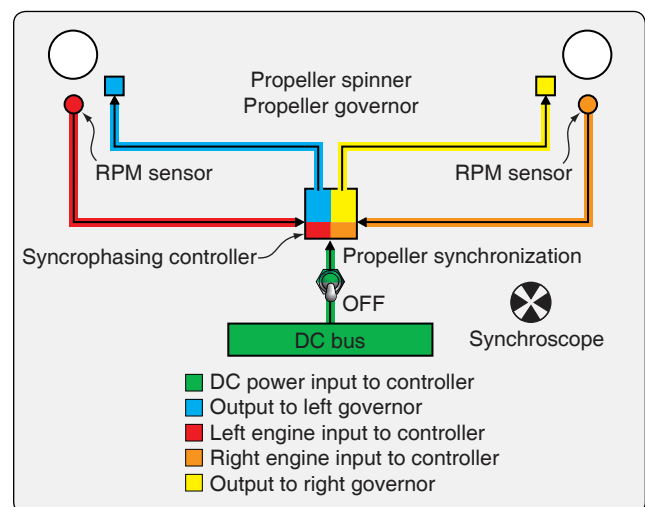 Propeller spinner
Propeller governor
RPM sensor
RPM sensor
Syncrophasing controller
Propeller synchronization
OFF
DC bus
Synchroscope
DC power input to controller
Output to left governor
Left engine input to controller
Right engine input to controller
Output to right governor